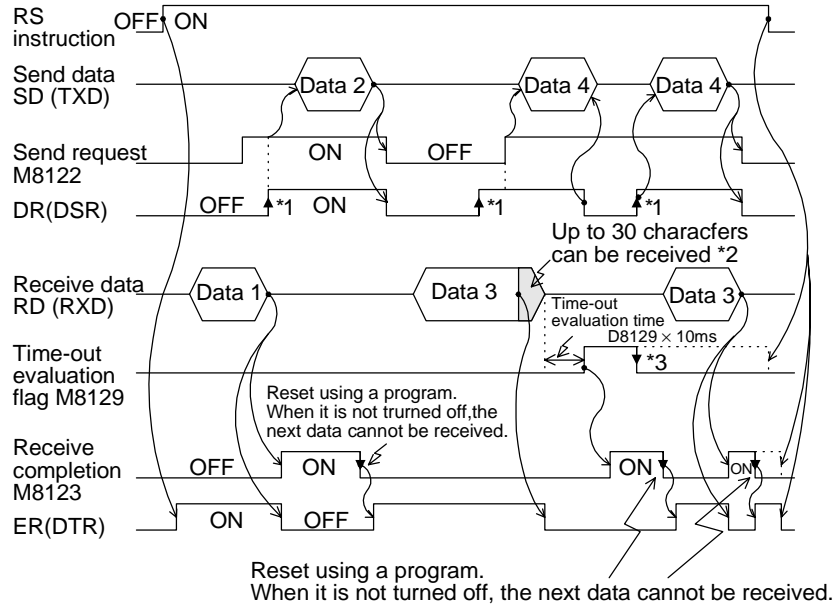 RS
instruction
OFF ON
Send data
SD (TXD)
Data 2
Data 4
Data 4
Send request
M8122
ON
OFF
DR(DSR)
OFF
*1
ON
*1
*1
Up to 30 characfers
can be received *2
Receive data
RD (RXD)
Data 1
Data 3
Data 3
Time-out
evaluation time
D8129 × 10ms
Time-out
evaluation
flag M8129
*3
Reset using a program.
When it is not trurned off,the
next data cannot be received.
Receive
completion
M8123
OFF
ON
ON
ON
ER(DTR)
ON
OFF
Reset using a program.
When it is not turned off, the next data cannot be received.